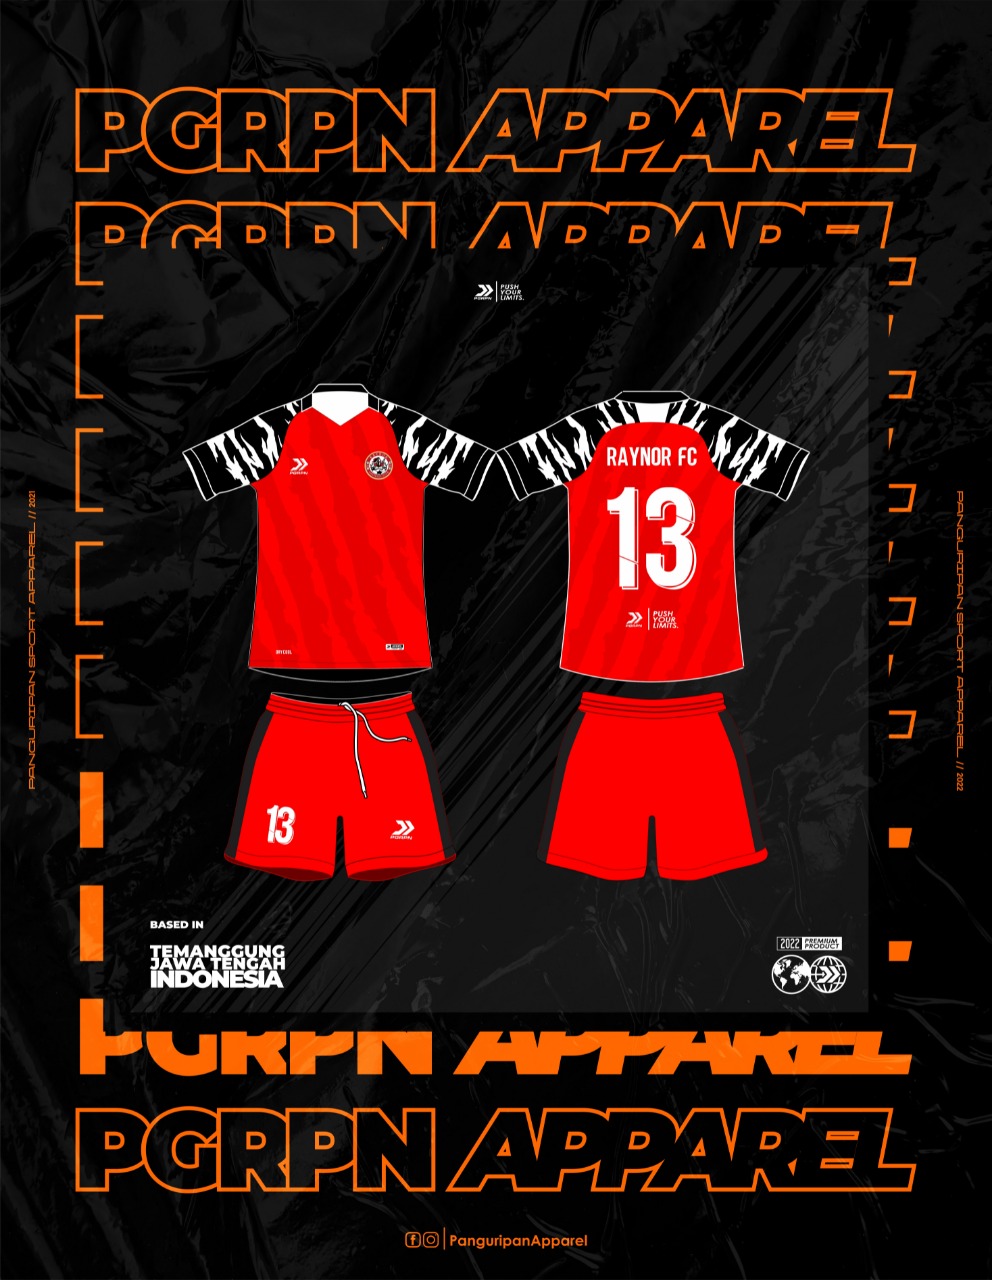 PGRPN APPAREL
PGRPN APPAREL
PGRPN
PUSH
YOUR
LIMITS.
PANGURIPAN SPORT APPAREL // 2021
PANGURIPAN SPORT APPAREL // 2022
PGRPN
DRYCOOL
RAYNOR FC
13
PGRPN
PUSH
YOUR
LIMITS.
13
PGRPN
BASED IN
TEMANGGUNG
JAWA TENGAH
INDONESIA
2022 PREMIUM
PRODUCT
PGRPN APPAREL
PGRPN APPAREL
PanguripanApparel